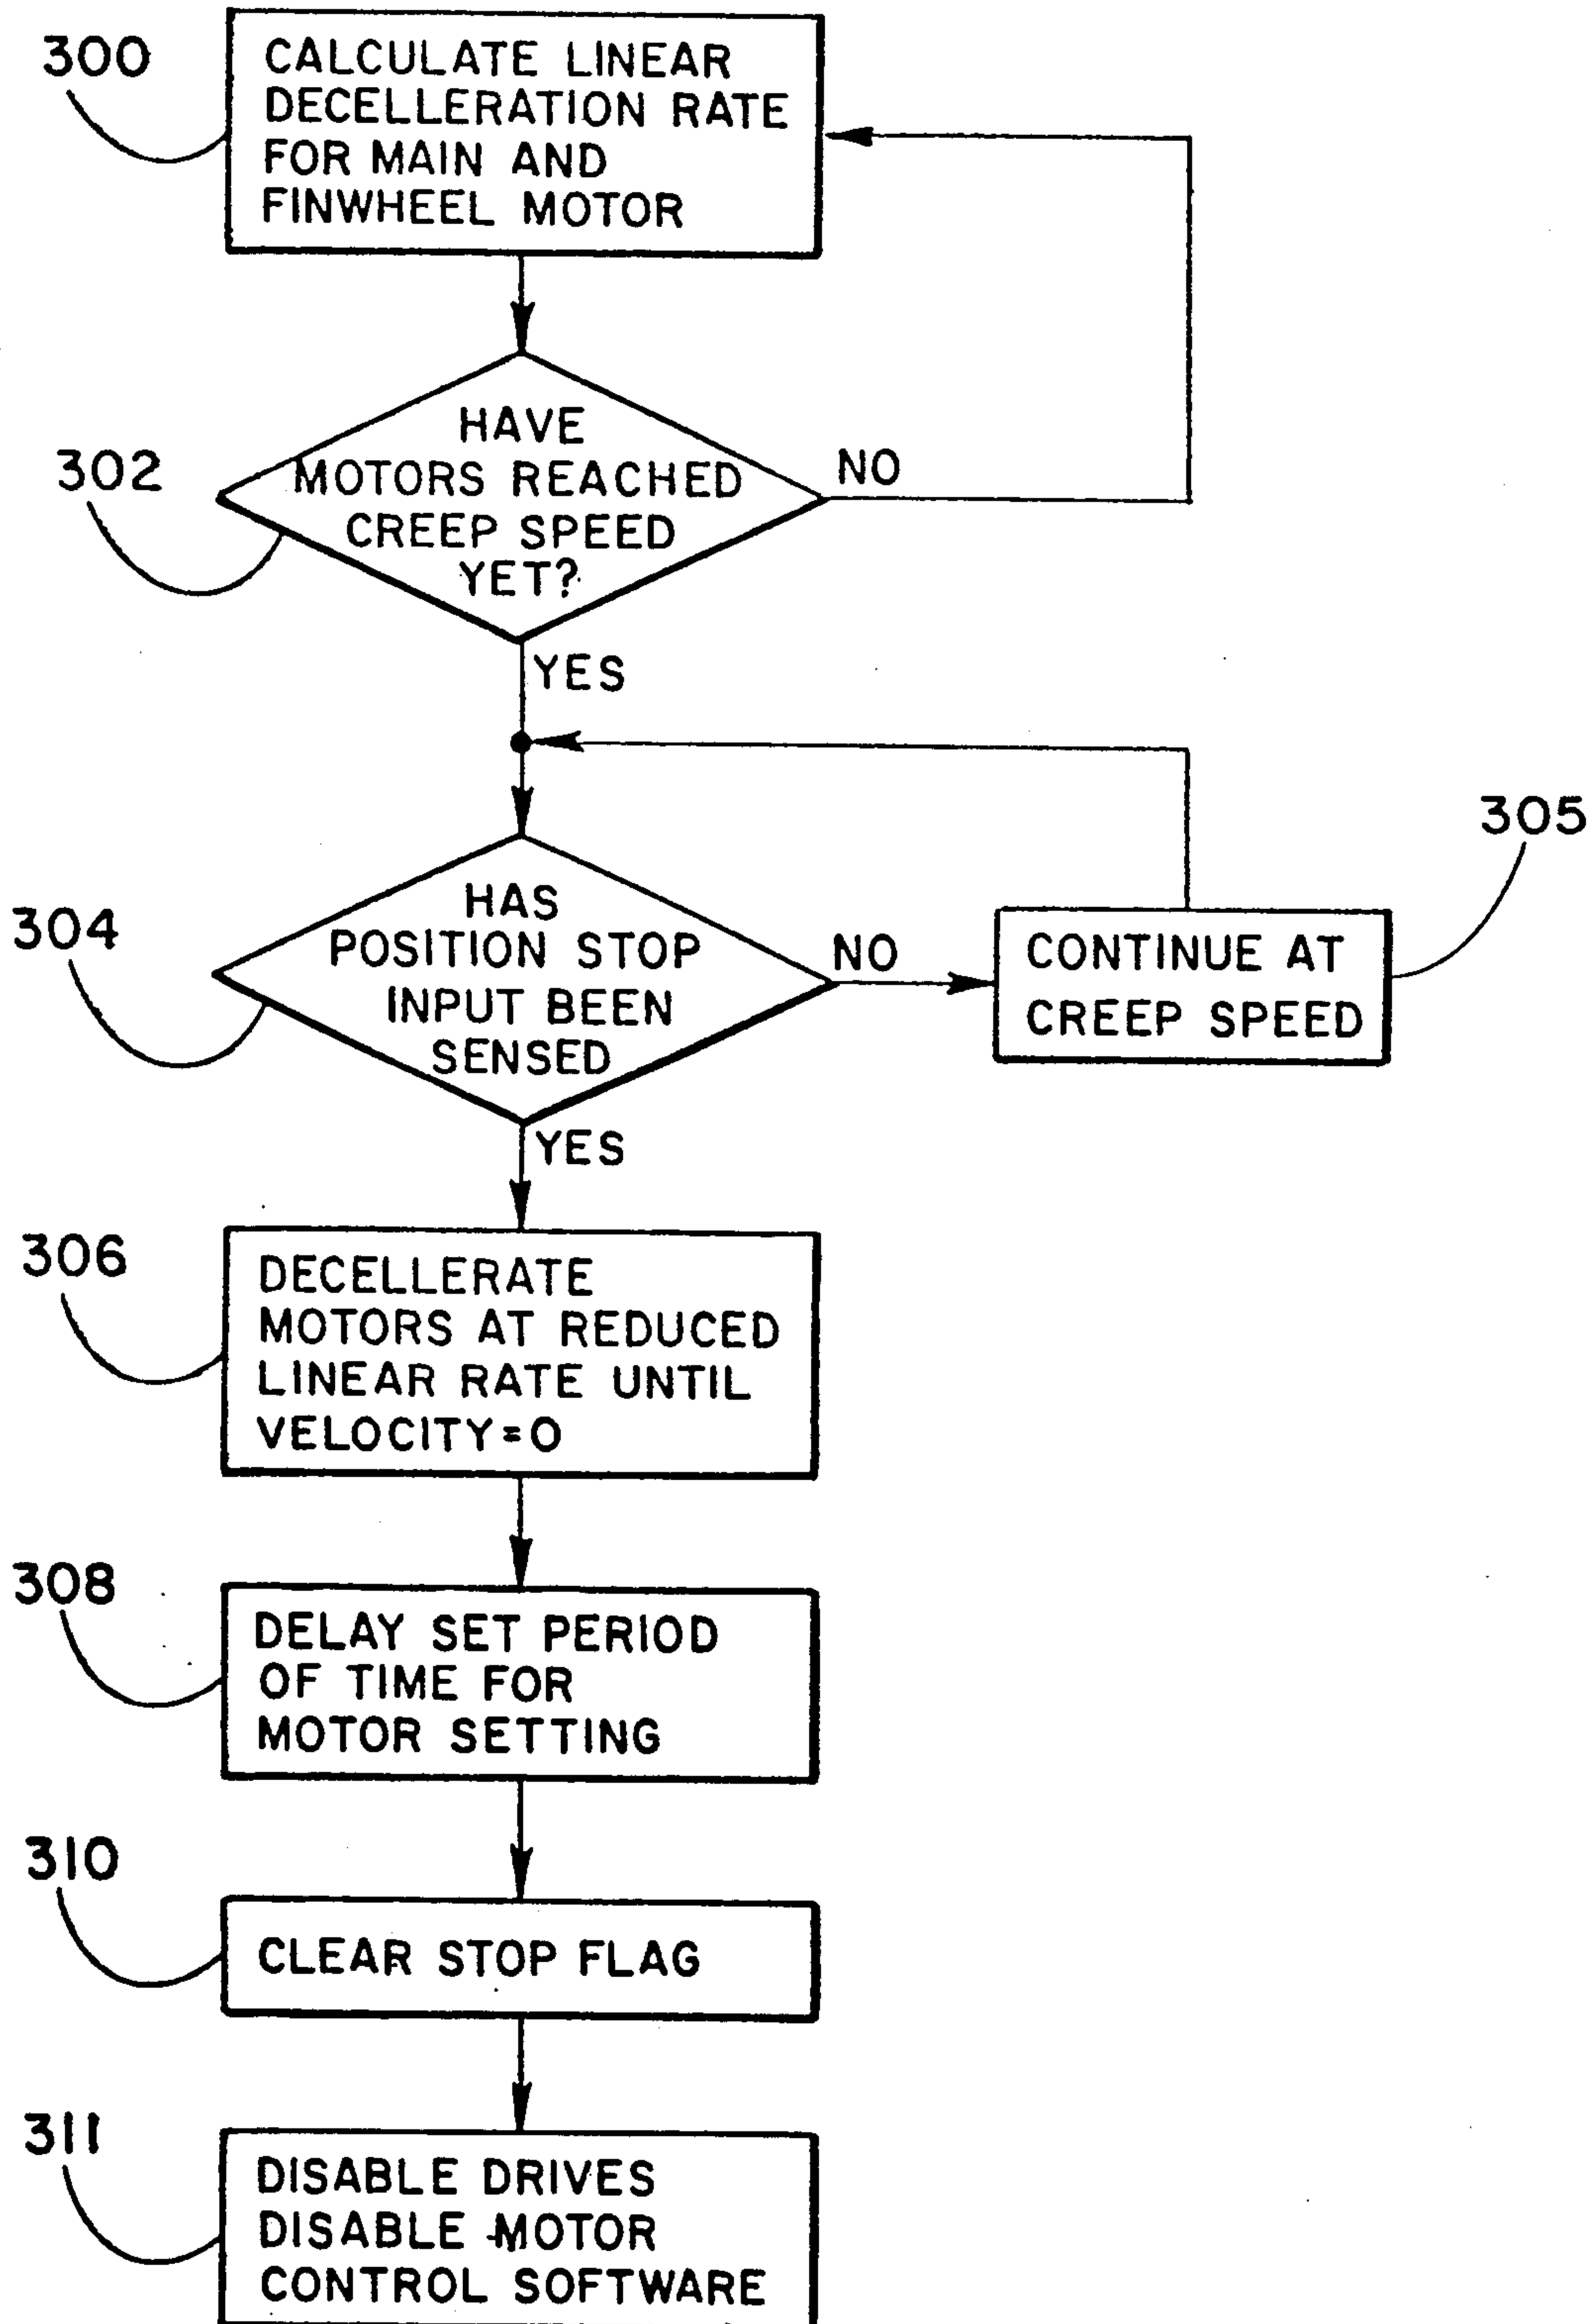 300
CALCULATE LINEAR
DECELLERATION RATE
FOR MAIN AND
FINWHEEL MOTOR
302
HAVE
MOTORS REACHED
CREEP SPEED
YET?
NO
YES
304
HAS
POSITION STOP
INPUT BEEN
SENSED
NO
305
CONTINUE AT
CREEP SPEED
YES
306
DECELLERATE
MOTORS AT REDUCED
LINEAR RATE UNTIL
VELOCITY=0
308
DELAY SET PERIOD
OF TIME FOR
MOTOR SETTING
310
CLEAR STOP FLAG
311
DISABLE DRIVES
DISABLE MOTOR
CONTROL SOFTWARE